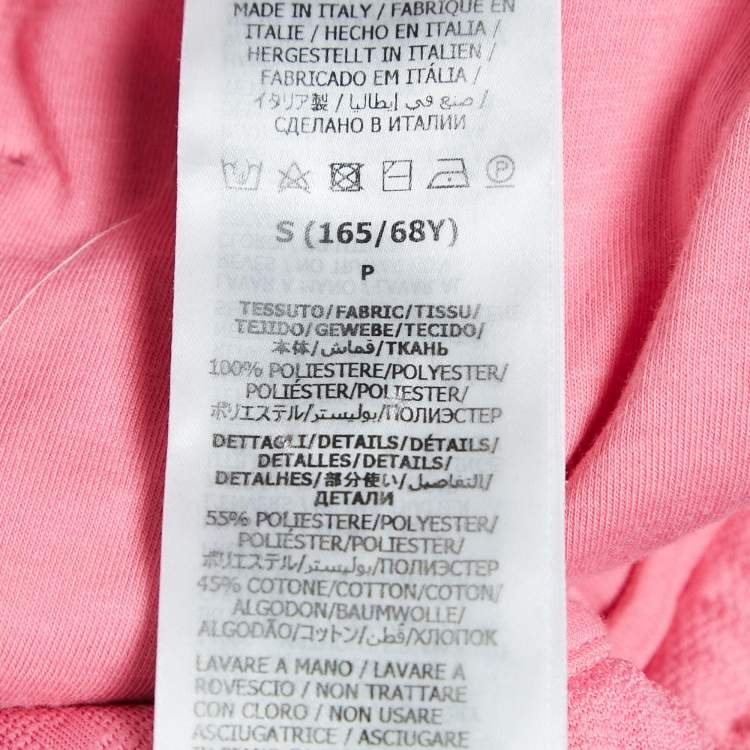 MADE IN ITALY / FABRIQUÉ EN
ITALIE / HECHO EN ITALIA /
HERGESTELLT IN ITALIEN /
FABRICADO EM ITÁLIA /
イタリア製 / صنع في إيطاليا /
СДЕЛАНО В ИТАЛИИ
P
S (165/68Y)
P
TESSUTO/FABRIC/TISSU/
TEJIDO/GEWEBE/TECIDO/
本体/قماش/ТКАНЬ
100% POLIESTERE/POLYESTER/
POLIÉSTER/POLIESTER/
ポリエステル/بوليستر/ПОЛИЭСТЕР
DETTAGLI/DETAILS/DÉTAILS/
DETALLES/DETAILS/
DETALHES/部分使い/التفاصيل/
ДЕТАЛИ
55% POLIESTERE/POLYESTER/
POLIÉSTER/POLIESTER/
ポリエステル/بوليستر/ПОЛИЭСТЕР
45% COTONE/COTTON/COTON/
ALGODON/BAUMWOLLE/
ALGODÃO/コットン/قطن/ХЛОПОК
LAVARE A MANO / LAVARE A
ROVESCIO / NON TRATTARE
CON CLORO / NON USARE
ASCIUGATRICE / ASCIUGARE